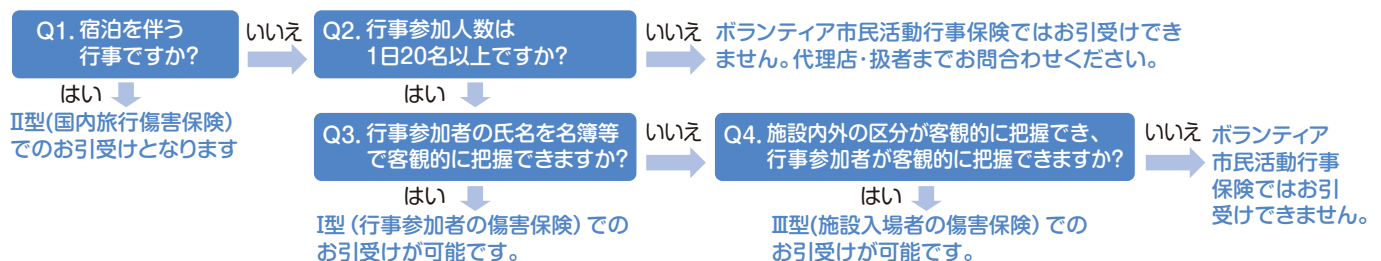 Q1. 宿泊を伴う
行事ですか?
いいえ
Q2. 行事参加人数は
1日20名以上ですか?
いいえ
ボランティア市民活動行事保険ではお引受けでき
ません。代理店・扱者までお問合わせください。
はい
Ⅱ型(国内旅行傷害保険)
でのお引受けとなります
はい
Q3. 行事参加者の氏名を名簿等
で客観的に把握できますか?
いいえ
Q4. 施設内外の区分が客観的に把握でき、
行事参加者が客観的に把握できますか?
いいえ
ボランティア
市民活動行事
保険ではお引
受けできません。
はい
Ⅰ型(行事参加者の傷害保険)での
お引受けが可能です。
はい
Ⅲ型(施設入場者の傷害保険)での
お引受けが可能です。